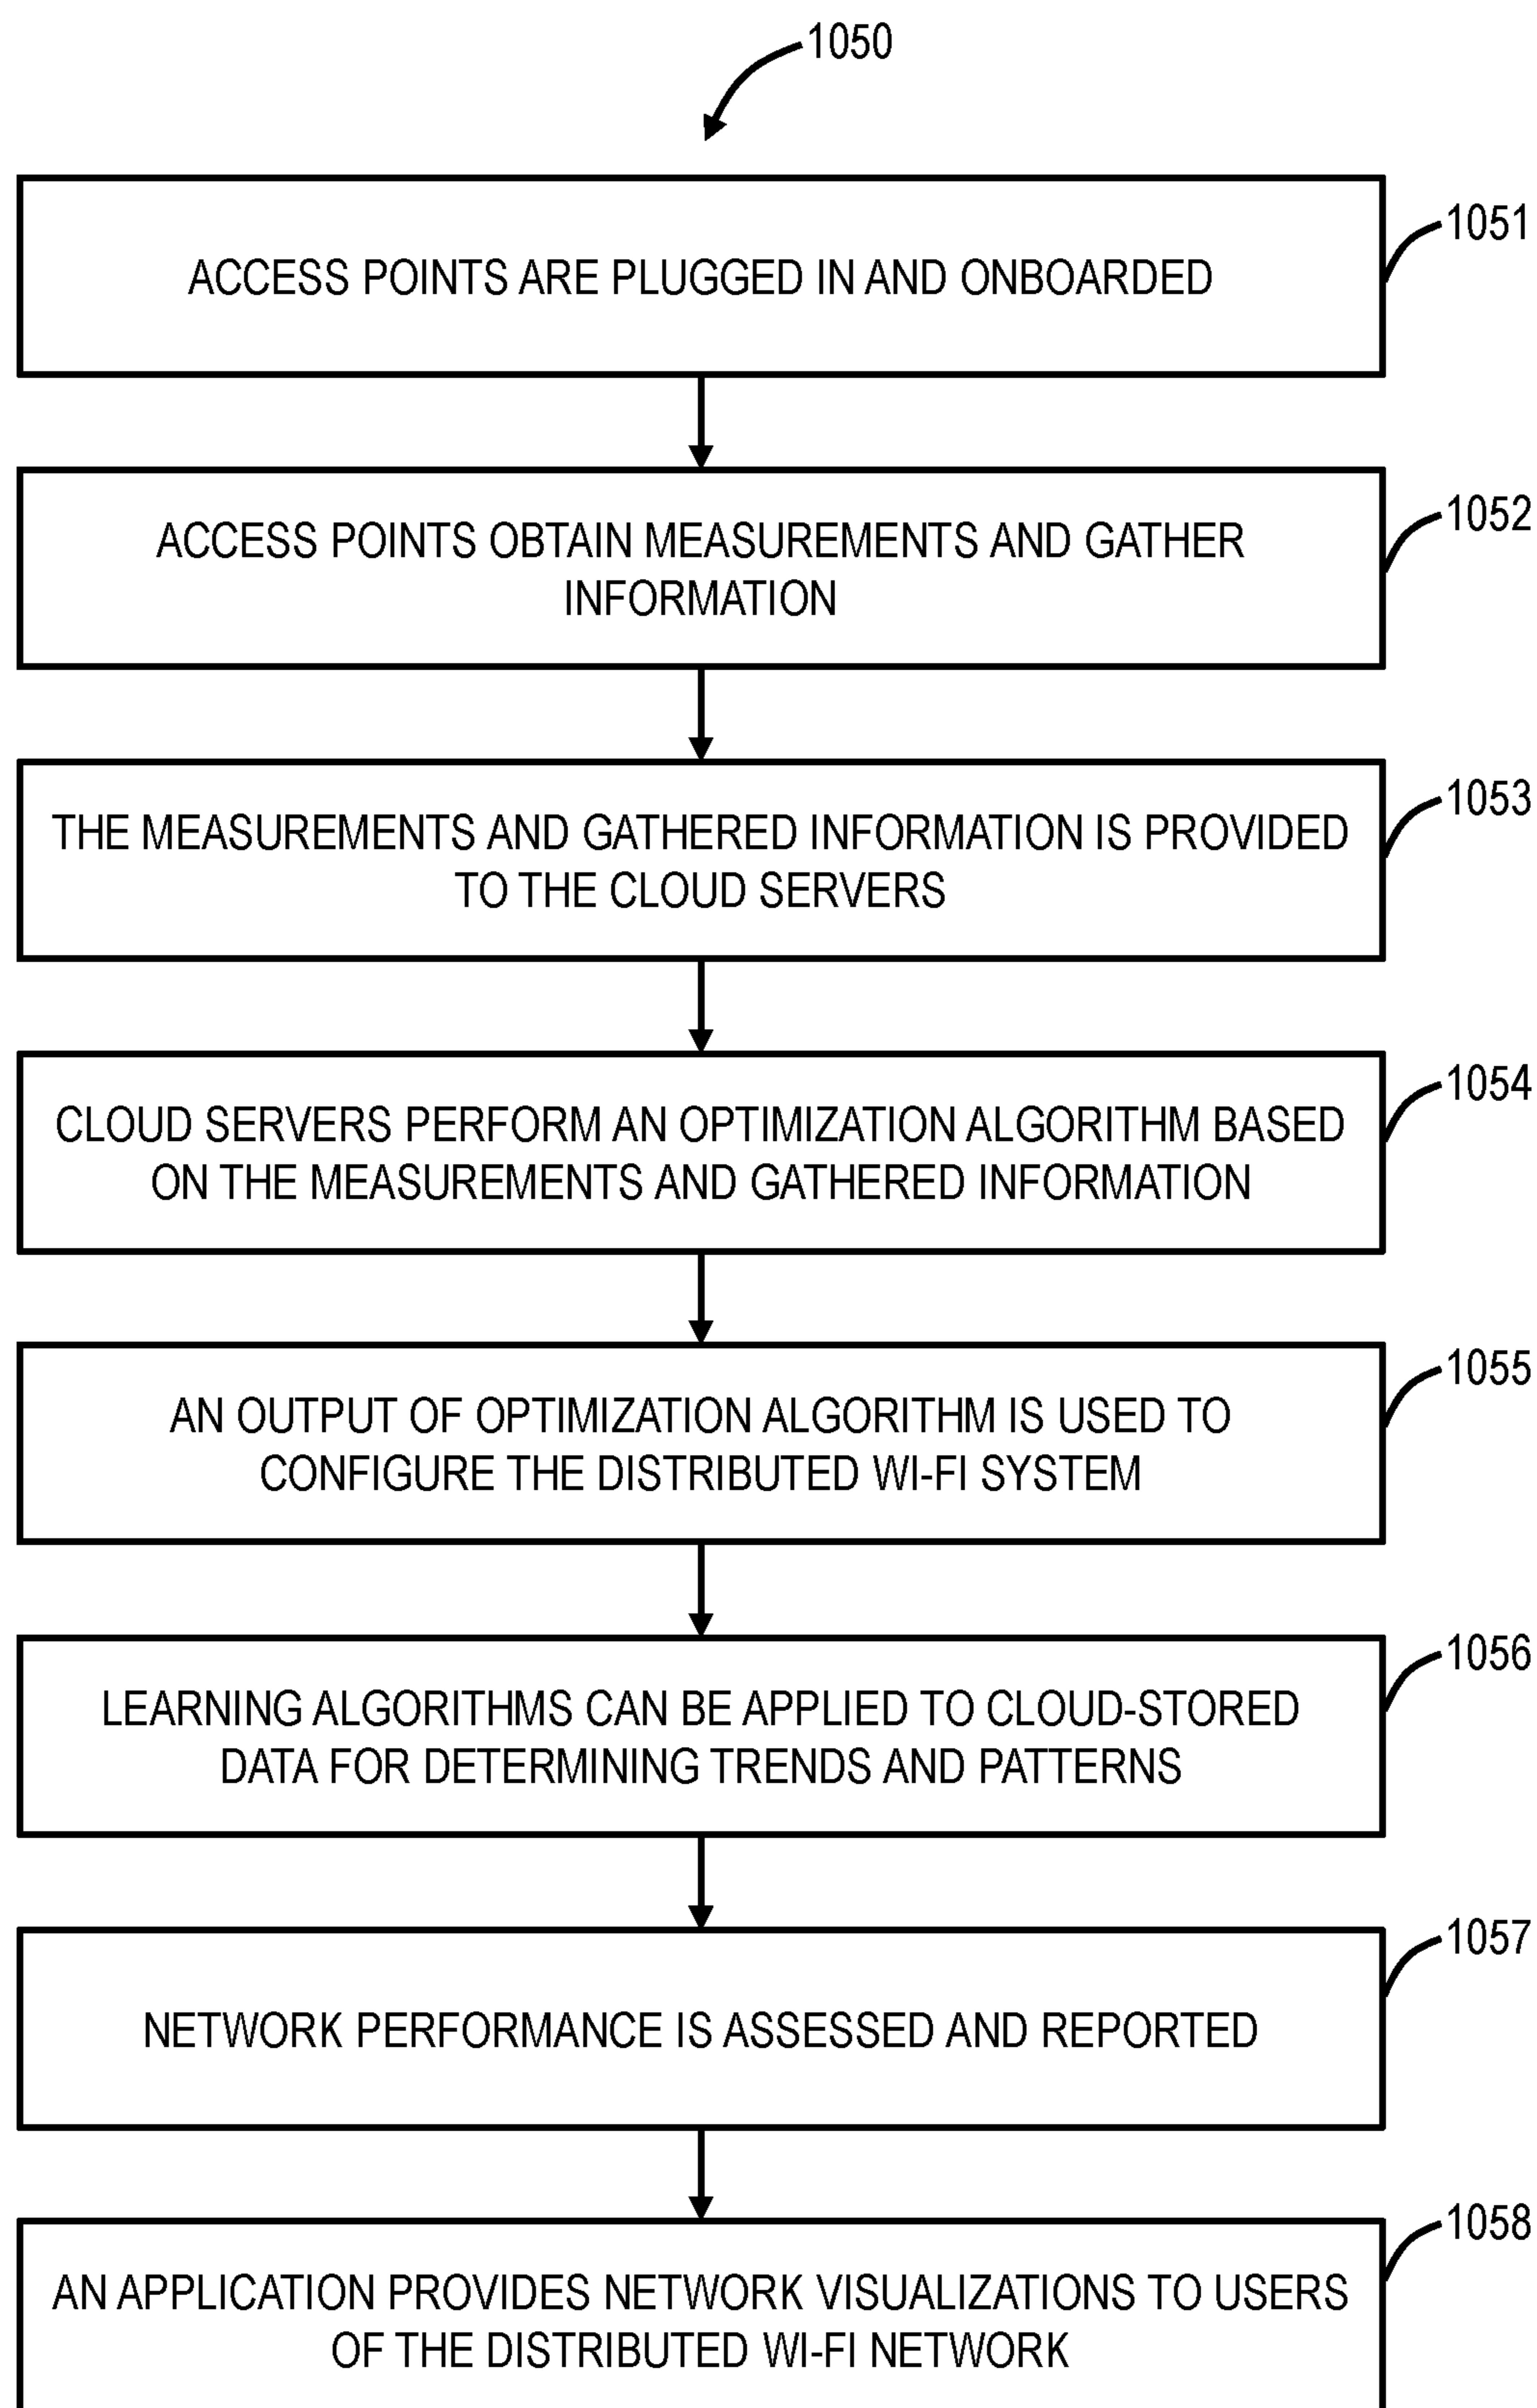 1050
ACCESS POINTS ARE PLUGGED IN AND ONBOARDED
1051
ACCESS POINTS OBTAIN MEASUREMENTS AND GATHER
INFORMATION
1052
THE MEASUREMENTS AND GATHERED INFORMATION IS PROVIDED
TO THE CLOUD SERVERS
1053
CLOUD SERVERS PERFORM AN OPTIMIZATION ALGORITHM BASED
ON THE MEASUREMENTS AND GATHERED INFORMATION
1054
AN OUTPUT OF OPTIMIZATION ALGORITHM IS USED TO
CONFIGURE THE DISTRIBUTED WI-FI SYSTEM
1055
LEARNING ALGORITHMS CAN BE APPLIED TO CLOUD-STORED
DATA FOR DETERMINING TRENDS AND PATTERNS
1056
NETWORK PERFORMANCE IS ASSESSED AND REPORTED
1057
AN APPLICATION PROVIDES NETWORK VISUALIZATIONS TO USERS
OF THE DISTRIBUTED WI-FI NETWORK
1058